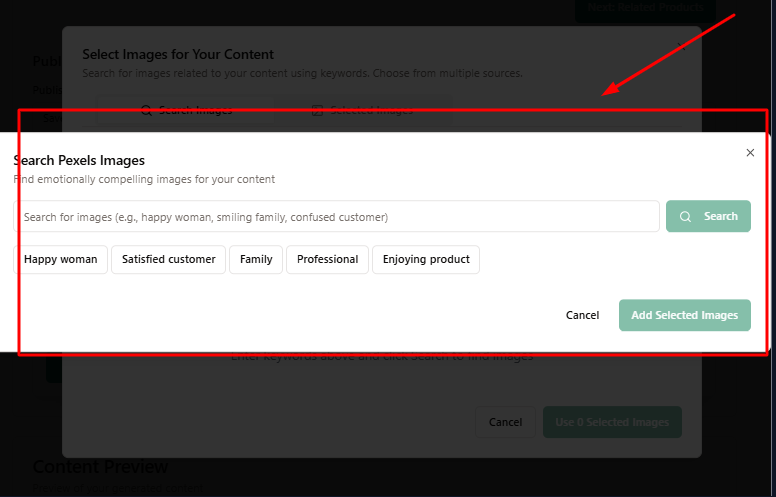 Next: Related Products
Select Images for Your Content
Search for images related to your content using keywords. Choose from multiple sources.
Search Images
Selected Images
Search Pexels Images
Find emotionally compelling images for your content
Search for images (e.g., happy woman, smiling family, confused customer)
Search
Happy woman
Satisfied customer
Family
Professional
Enjoying product
Cancel
Add Selected Images
Enter keywords above and click Search to find images
Cancel
Use 0 Selected Images
Content Preview